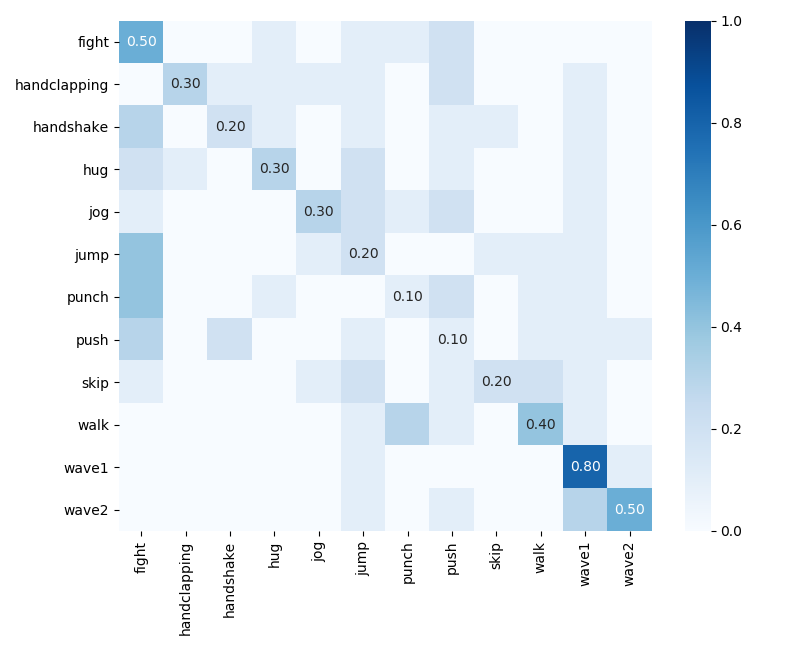 fight
0.50
handclapping
0.30
handshake
0.20
hug
0.30
jog
0.30
jump
0.20
punch
0.10
push
0.10
skip
0.20
walk
0.40
wave1
0.80
wave2
0.50
fight
handclapping
handshake
hug
jog
jump
punch
push
skip
walk
wave1
wave2
1.0
0.8
0.6
0.4
0.2
0.0